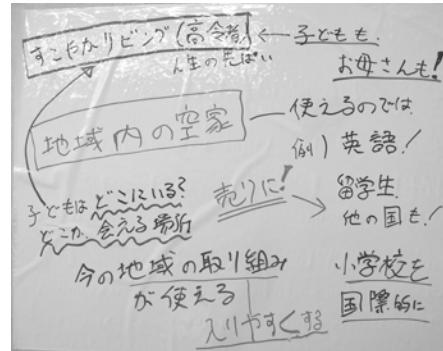 すこやかリビング(高令者) ← 子どもも、
人生の先ぱい
お母さんも!
地域内の空家
使えるのでは
例)英語!
子どもはどこにいる?
どこか会える場所
売りに!
→ 留学生
他の国も!
今の地域の取り組み
が使える
小学校を
国際的に
入りやすくする